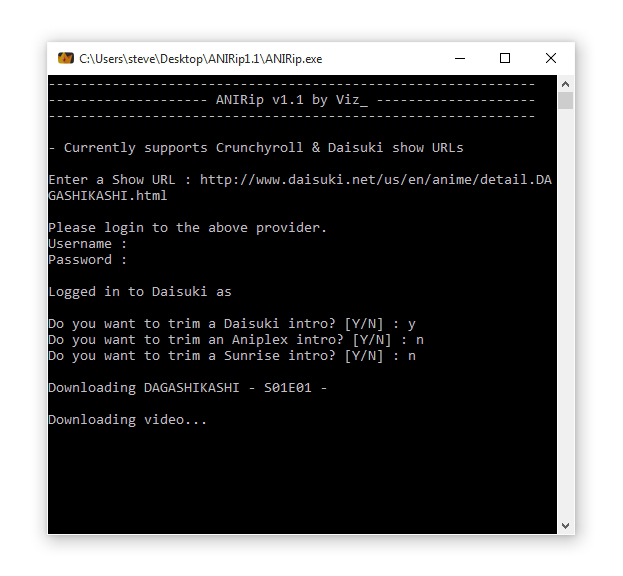 C:\Users\steve\Desktop\ANIRip1.1\ANIRip.exe
-------------------------------------------------------------
-------------------- ANIRip v1.1 by Viz_ --------------------
-------------------------------------------------------------
- Currently supports Crunchyroll & Daisuki show URLs
Enter a Show URL : http://www.daisuki.net/us/en/anime/detail.DA
GASHIKASHI.html
Please login to the above provider.
Username :
Password :
Logged in to Daisuki as
Do you want to trim a Daisuki intro? [Y/N] : y
Do you want to trim an Aniplex intro? [Y/N] : n
Do you want to trim a Sunrise intro? [Y/N] : n
Downloading DAGASHIKASHI - S01E01 -
Downloading video...